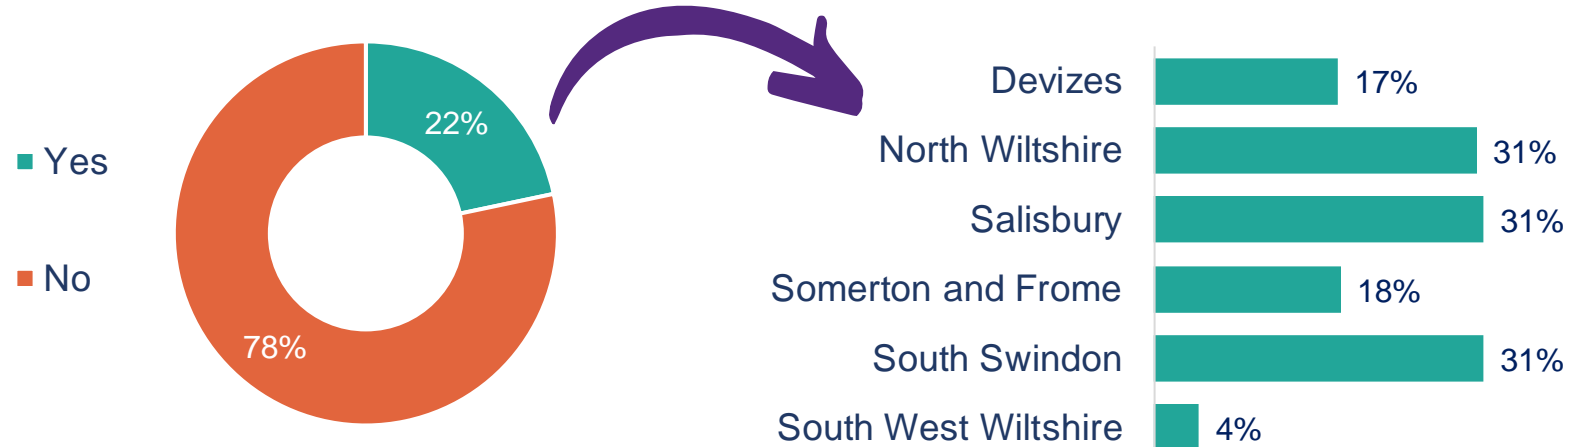 Yes
No
22%
78%
Devizes 17%
North Wiltshire 31%
Salisbury 31%
Somerton and Frome 18%
South Swindon 31%
South West Wiltshire 4%